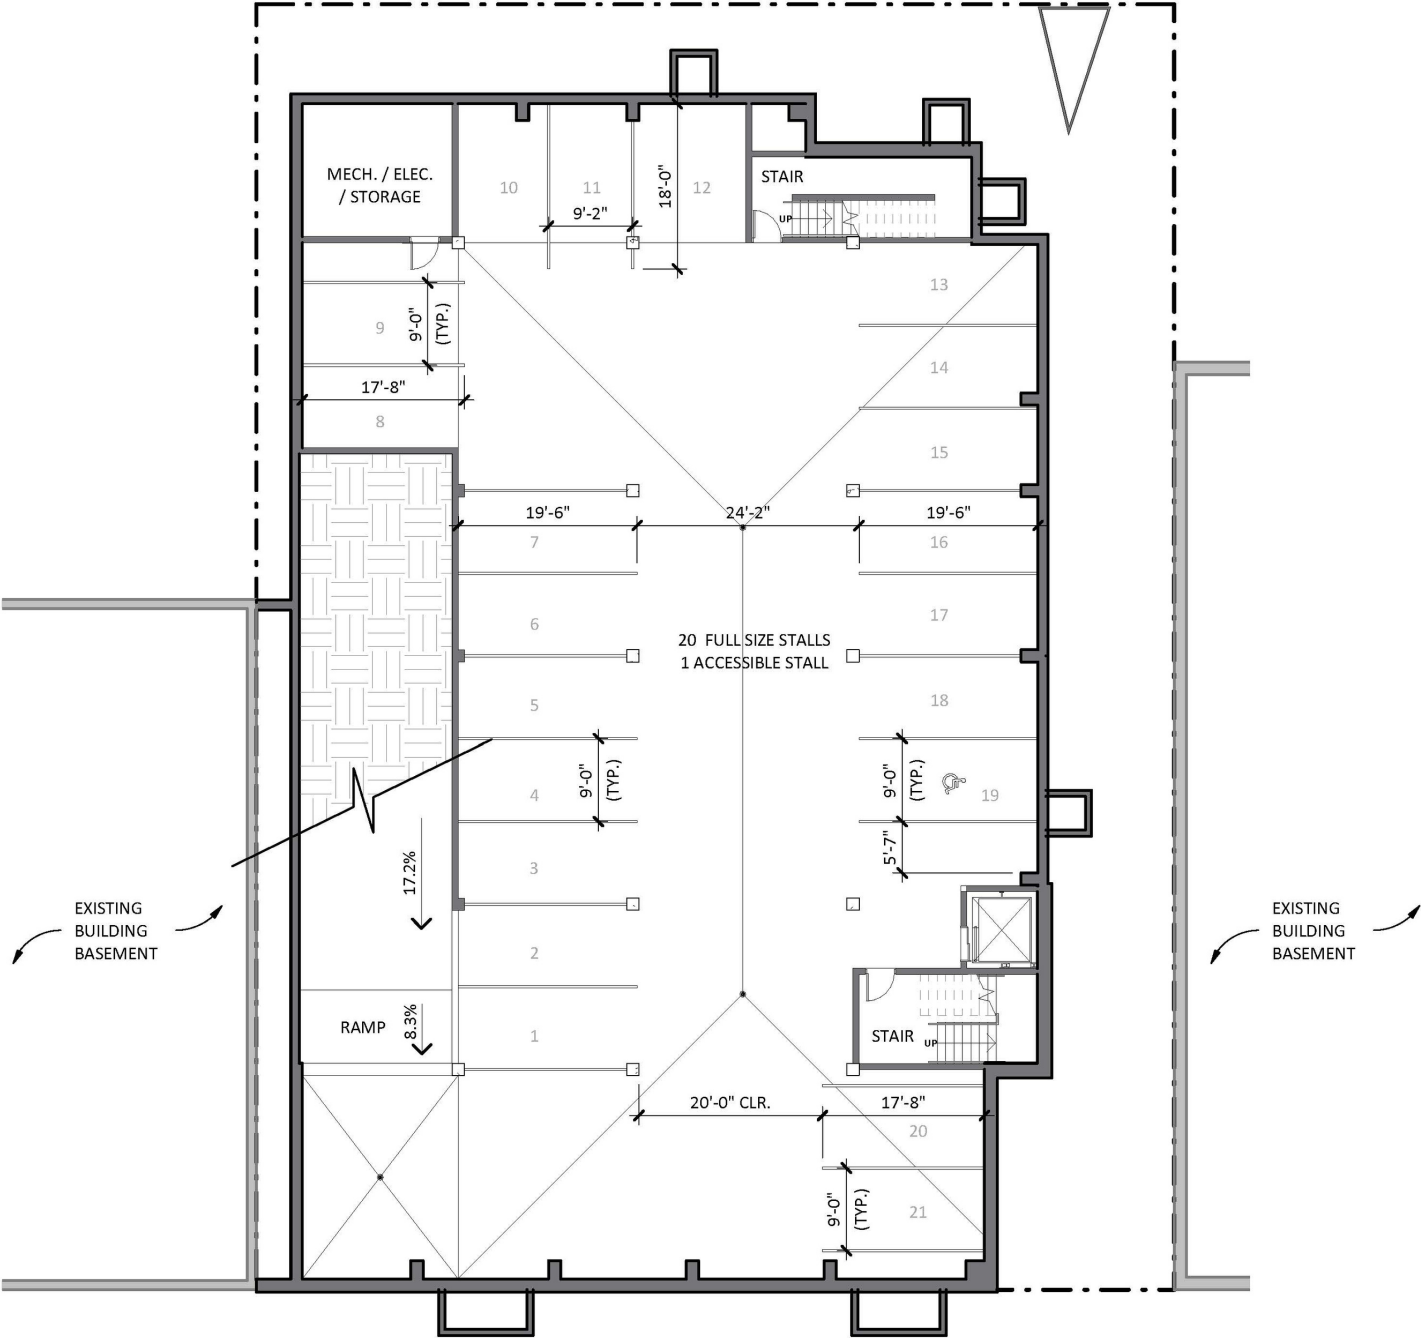 MECH. / ELEC.
/ STORAGE
10
11
12
9'-2"
18'-0"
STAIR
UP
13
9
9'-0"
(TYP.)
14
17'-8"
8
15
19'-6"
24'-2"
19'-6"
7
16
6
17
20 FULL SIZE STALLS
1 ACCESSIBLE STALL
5
18
4
9'-0"
(TYP.)
9'-0"
(TYP.)
19
3
5'-7"
17.2%
EXISTING
BUILDING
BASEMENT
EXISTING
BUILDING
BASEMENT
2
RAMP
8.3%
1
STAIR
UP
20'-0" CLR.
17'-8"
20
9'-0"
(TYP.)
21